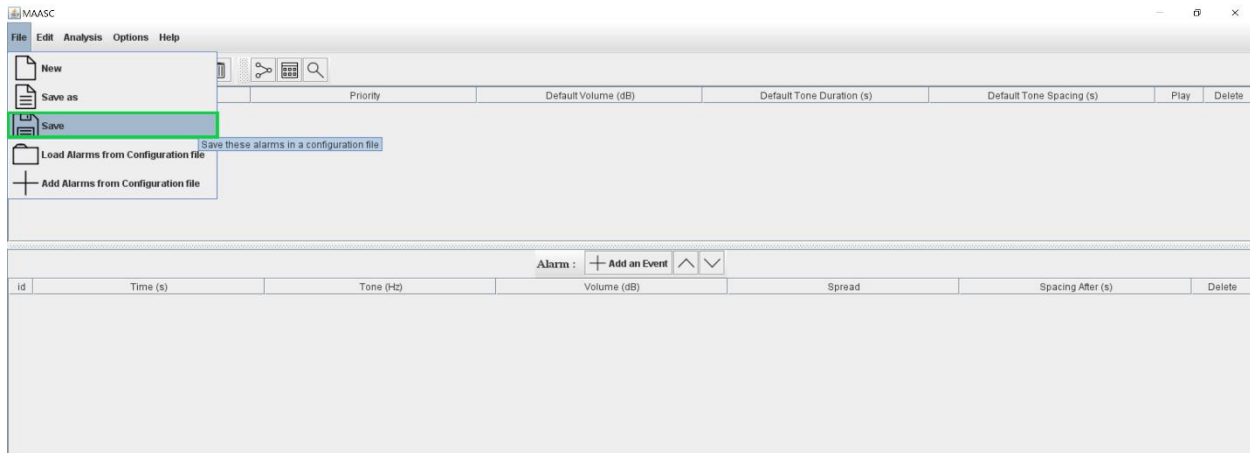 MAASC
File Edit Analysis Options Help
New
Save as
Priority Default Volume (dB) Default Tone Duration (s) Default Tone Spacing (s) Play Delete
Save
Save these alarms in a configuration file
Load Alarms from Configuration file
Add Alarms from Configuration file
Alarm : Add an Event
id Time (s) Tone (Hz) Volume (dB) Spread Spacing After (s) Delete